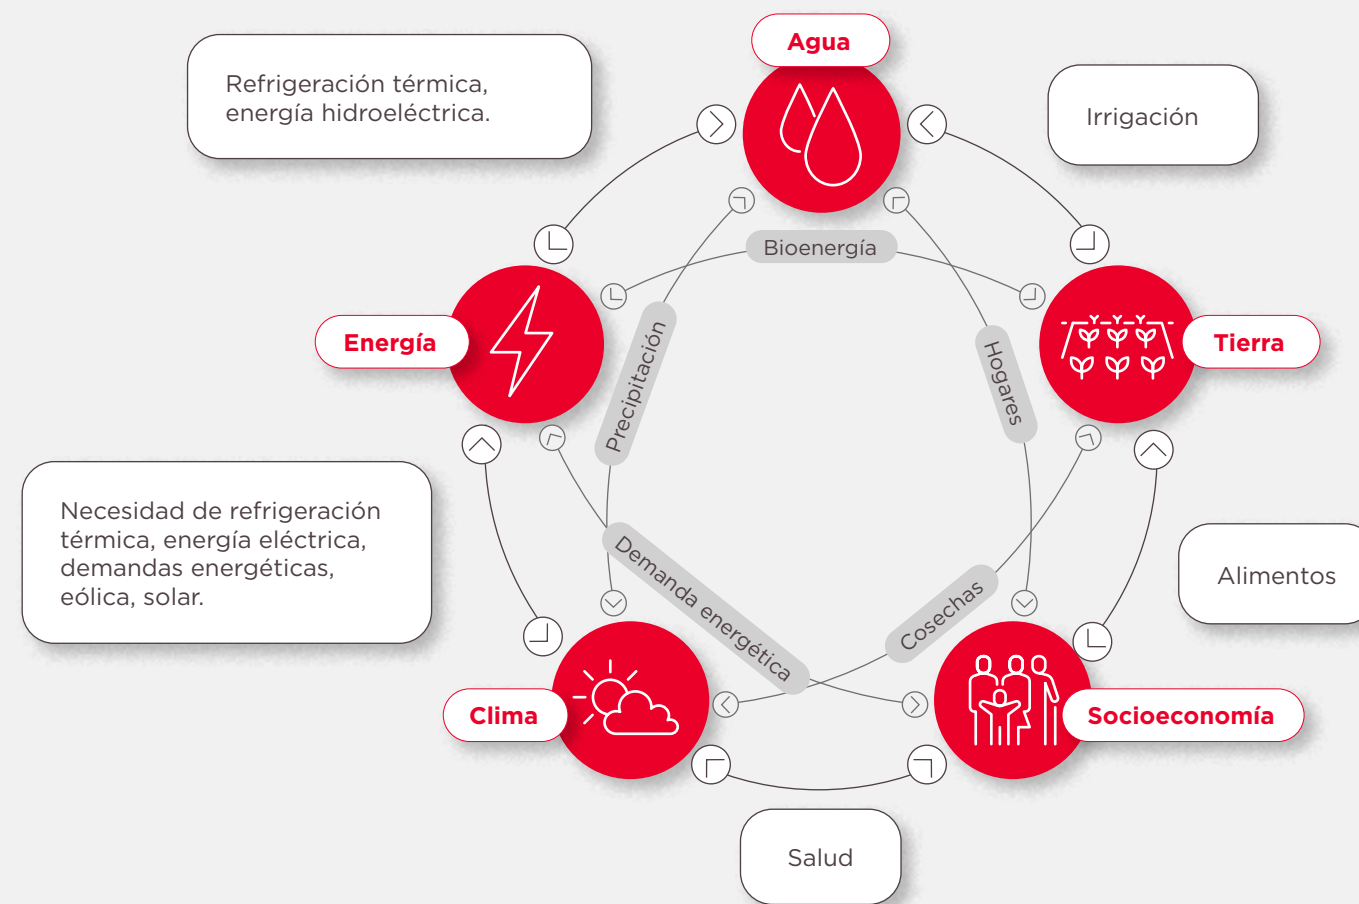 Agua
Refrigeración térmica,
energía hidroeléctrica.
Irrigación
Bioenergía
Energía
Precipitación
Hogares
Tierra
Necesidad de refrigeración
térmica, energía eléctrica,
demandas energéticas,
eólica, solar.
Demanda energética
Cosechas
Alimentos
Clima
Socioeconomía
Salud